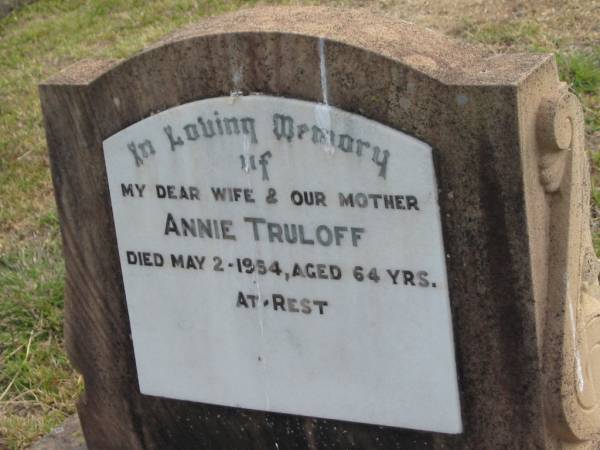 In Loving Memory
of
MY DEAR WIFE & OUR MOTHER
ANNIE TRULOFF
DIED MAY 2-1954, AGED 64 YRS.
AT-REST